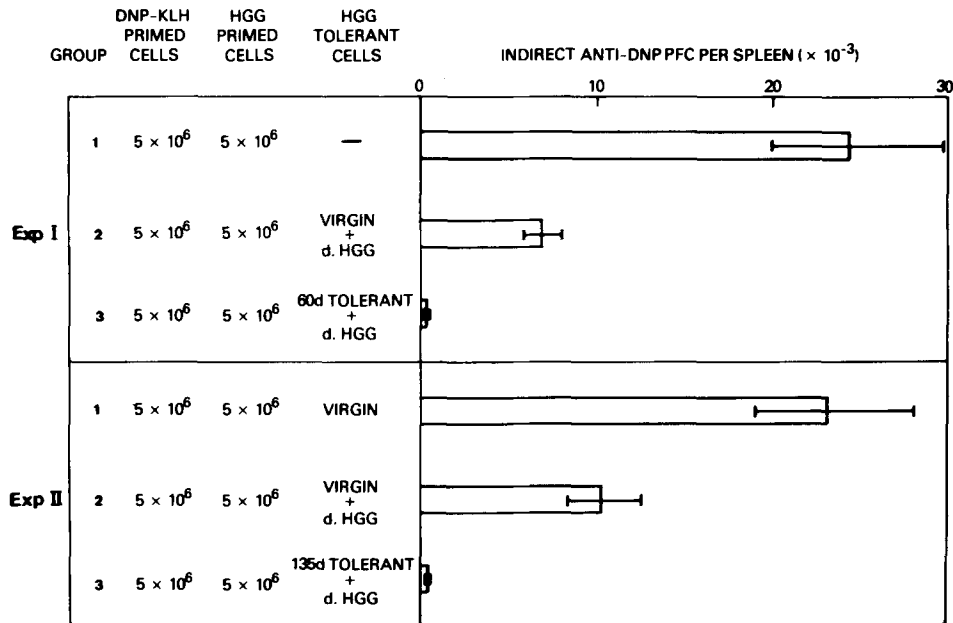 GROUP DNP-KLH PRIMED CELLS HGG PRIMED CELLS HGG TOLERANT CELLS INDIRECT ANTI-DNP PFC PER SPLEEN (× 10⁻³)
0 10 20 30
Exp I
1 5 × 10⁶ 5 × 10⁶ —
2 5 × 10⁶ 5 × 10⁶ VIRGIN + d. HGG
3 5 × 10⁶ 5 × 10⁶ 60d TOLERANT + d. HGG
Exp II
1 5 × 10⁶ 5 × 10⁶ VIRGIN
2 5 × 10⁶ 5 × 10⁶ VIRGIN + d. HGG
3 5 × 10⁶ 5 × 10⁶ 135d TOLERANT + d. HGG